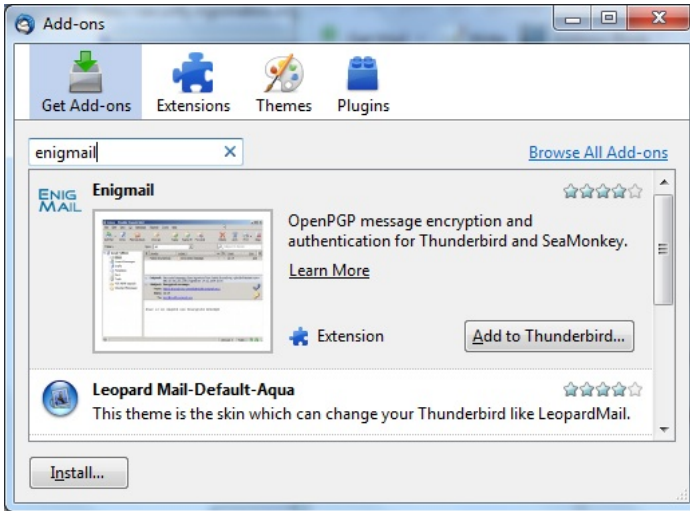 Add-ons
Get Add-ons
Extensions
Themes
Plugins
enigmail
Browse All Add-ons
ENIG
MAIL
Enigmail
OpenPGP message encryption and
authentication for Thunderbird and SeaMonkey.
Learn More
Extension
Add to Thunderbird...
Leopard Mail-Default-Aqua
This theme is the skin which can change your Thunderbird like LeopardMail.
Install...